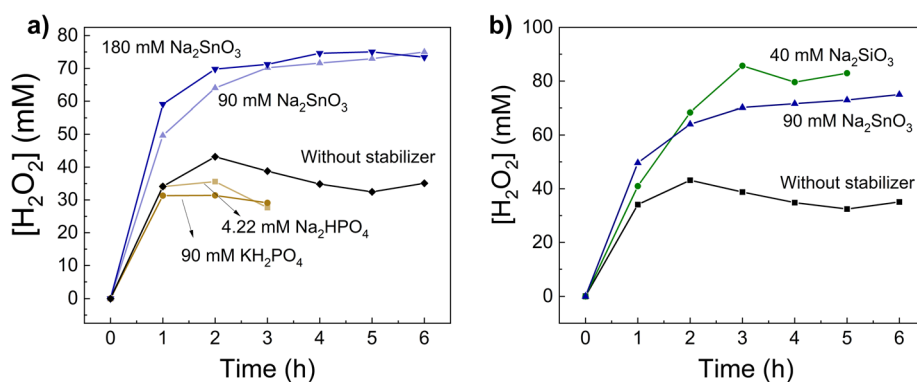 a)
180 mM Na₂SnO₃
90 mM Na₂SnO₃
Without stabilizer
4.22 mM Na₂HPO₄
90 mM KH₂PO₄
[H₂O₂] (mM)
80
70
60
50
40
30
20
10
0
0 1 2 3 4 5 6
Time (h)
b)
40 mM Na₂SiO₃
90 mM Na₂SnO₃
Without stabilizer
[H₂O₂] (mM)
100
80
60
40
20
0
0 1 2 3 4 5 6
Time (h)